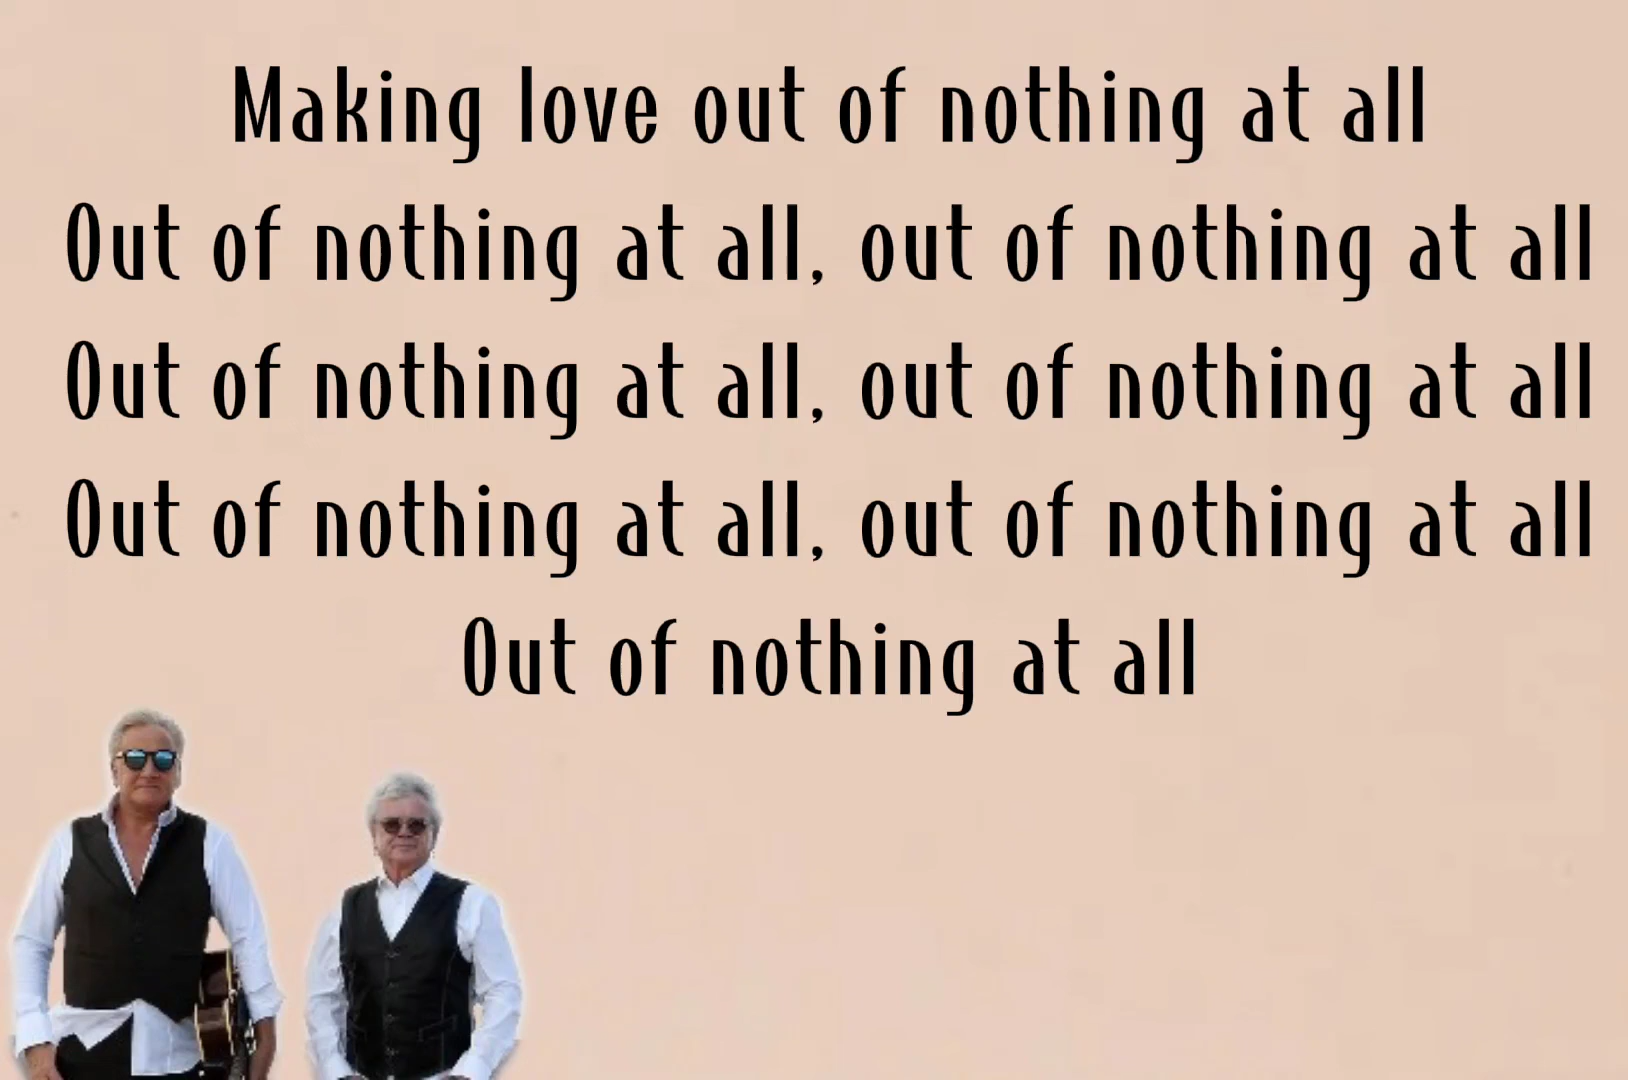 Making love out of nothing at all
Out of nothing at all, out of nothing at all
Out of nothing at all, out of nothing at all
Out of nothing at all, out of nothing at all
Out of nothing at all